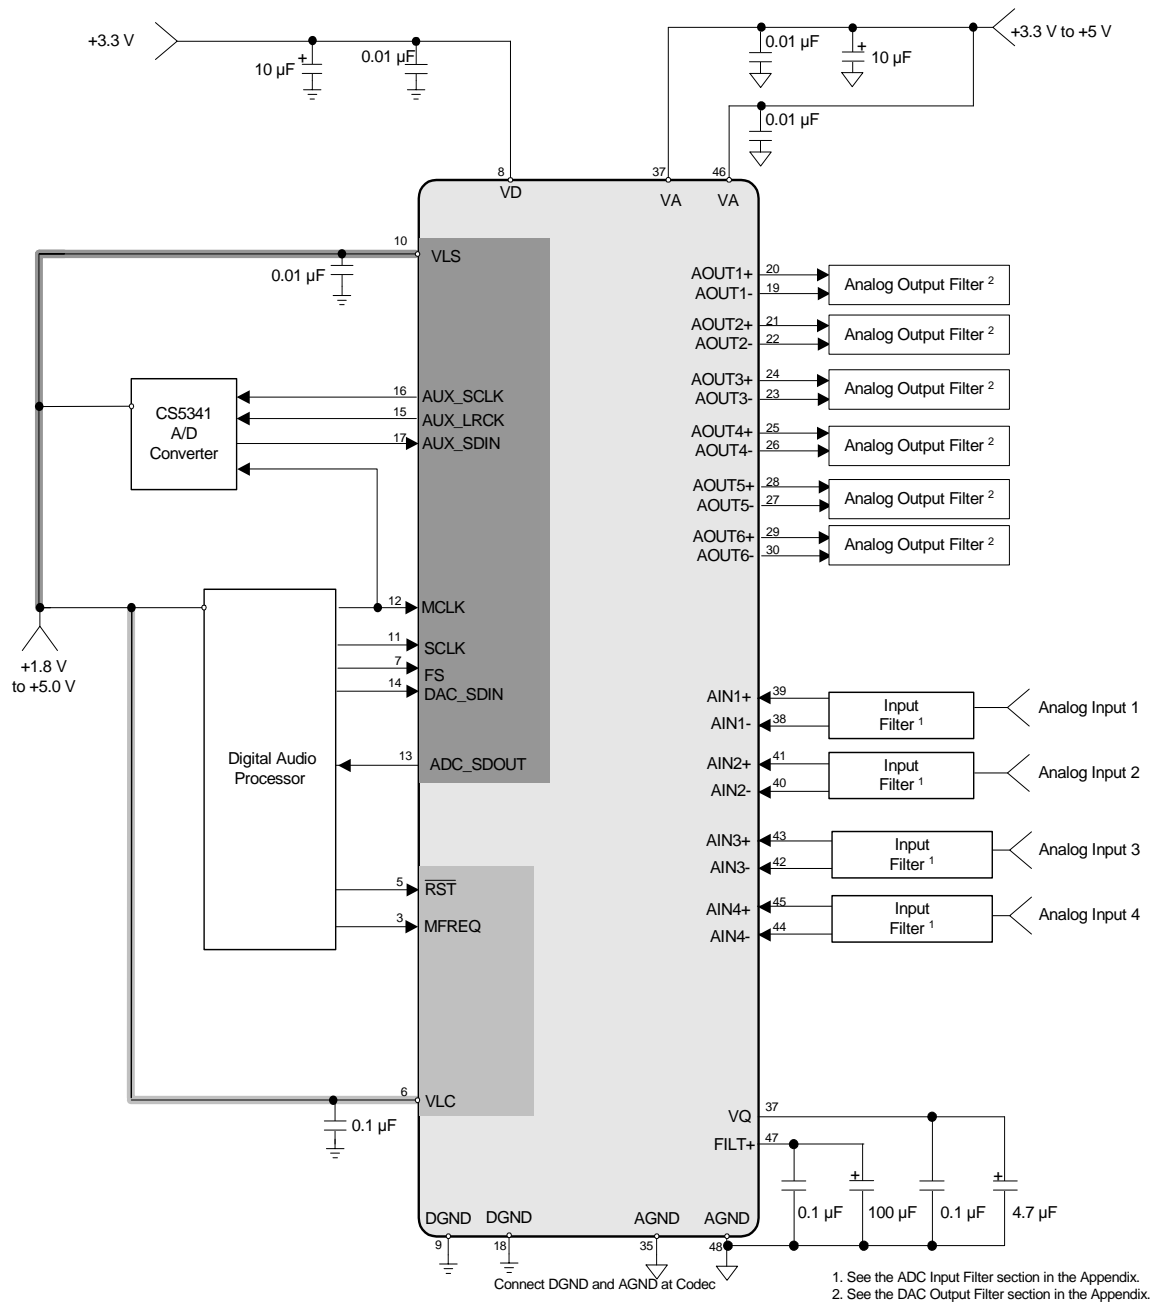 +3.3 V
10 µF
+
0.01 µF
0.01 µF
+
10 µF
+3.3 V to +5 V
0.01 µF
8
VD
37
VA
46
VA
10
VLS
0.01 µF
CS5341
A/D
Converter
16
AUX_SCLK
15
AUX_LRCK
17
AUX_SDIN
+1.8 V
to +5.0 V
Digital Audio
Processor
12
MCLK
11
SCLK
7
FS
14
DAC_SDIN
13
ADC_SDOUT
5
RST
3
MFREQ
6
VLC
0.1 µF
AOUT1+
20
AOUT1-
19
Analog Output Filter 2
AOUT2+
21
AOUT2-
22
Analog Output Filter 2
AOUT3+
24
AOUT3-
23
Analog Output Filter 2
AOUT4+
25
AOUT4-
26
Analog Output Filter 2
AOUT5+
28
AOUT5-
27
Analog Output Filter 2
AOUT6+
29
AOUT6-
30
Analog Output Filter 2
AIN1+
39
AIN1-
38
Input
Filter 1
Analog Input 1
AIN2+
41
AIN2-
40
Input
Filter 1
Analog Input 2
AIN3+
43
AIN3-
42
Input
Filter 1
Analog Input 3
AIN4+
45
AIN4-
44
Input
Filter 1
Analog Input 4
VQ
37
FILT+
47
0.1 µF
+
100 µF
0.1 µF
+
4.7 µF
DGND
9
DGND
18
AGND
35
AGND
48
Connect DGND and AGND at Codec
1. See the ADC Input Filter section in the Appendix.
2. See the DAC Output Filter section in the Appendix.